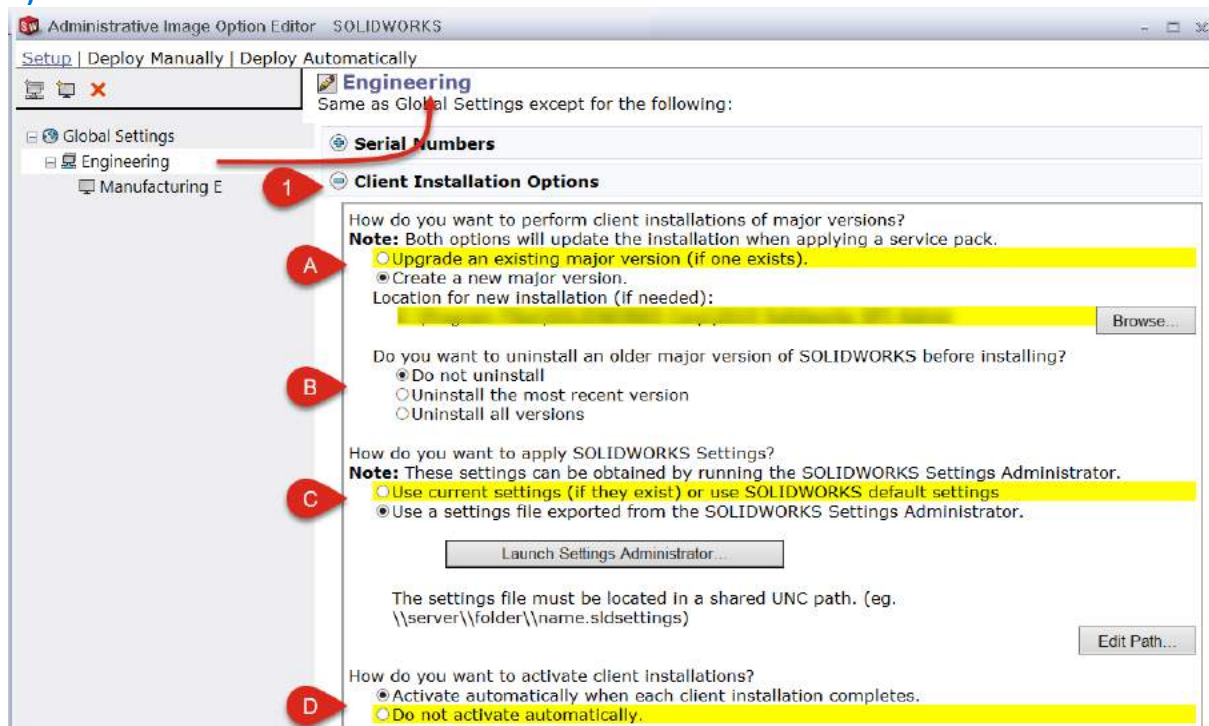 Administrative Image Option Editor SOLIDWORKS
Setup | Deploy Manually | Deploy Automatically
Engineering
Same as Global Settings except for the following:
Global Settings
Engineering
Manufacturing E
Serial Numbers
1
Client Installation Options
How do you want to perform client installations of major versions?
Note: Both options will update the installation when applying a service pack.
A
Upgrade an existing major version (if one exists).
Create a new major version.
Location for new installation (if needed):
Browse...
Do you want to uninstall an older major version of SOLIDWORKS before installing?
B
Do not uninstall
Uninstall the most recent version
Uninstall all versions
How do you want to apply SOLIDWORKS Settings?
Note: These settings can be obtained by running the SOLIDWORKS Settings Administrator.
C
Use current settings (if they exist) or use SOLIDWORKS default settings
Use a settings file exported from the SOLIDWORKS Settings Administrator.
Launch Settings Administrator...
The settings file must be located in a shared UNC path. (eg.
\\server\\folder\\name.sldsettings)
Edit Path...
How do you want to activate client installations?
Activate automatically when each client installation completes.
D
Do not activate automatically.